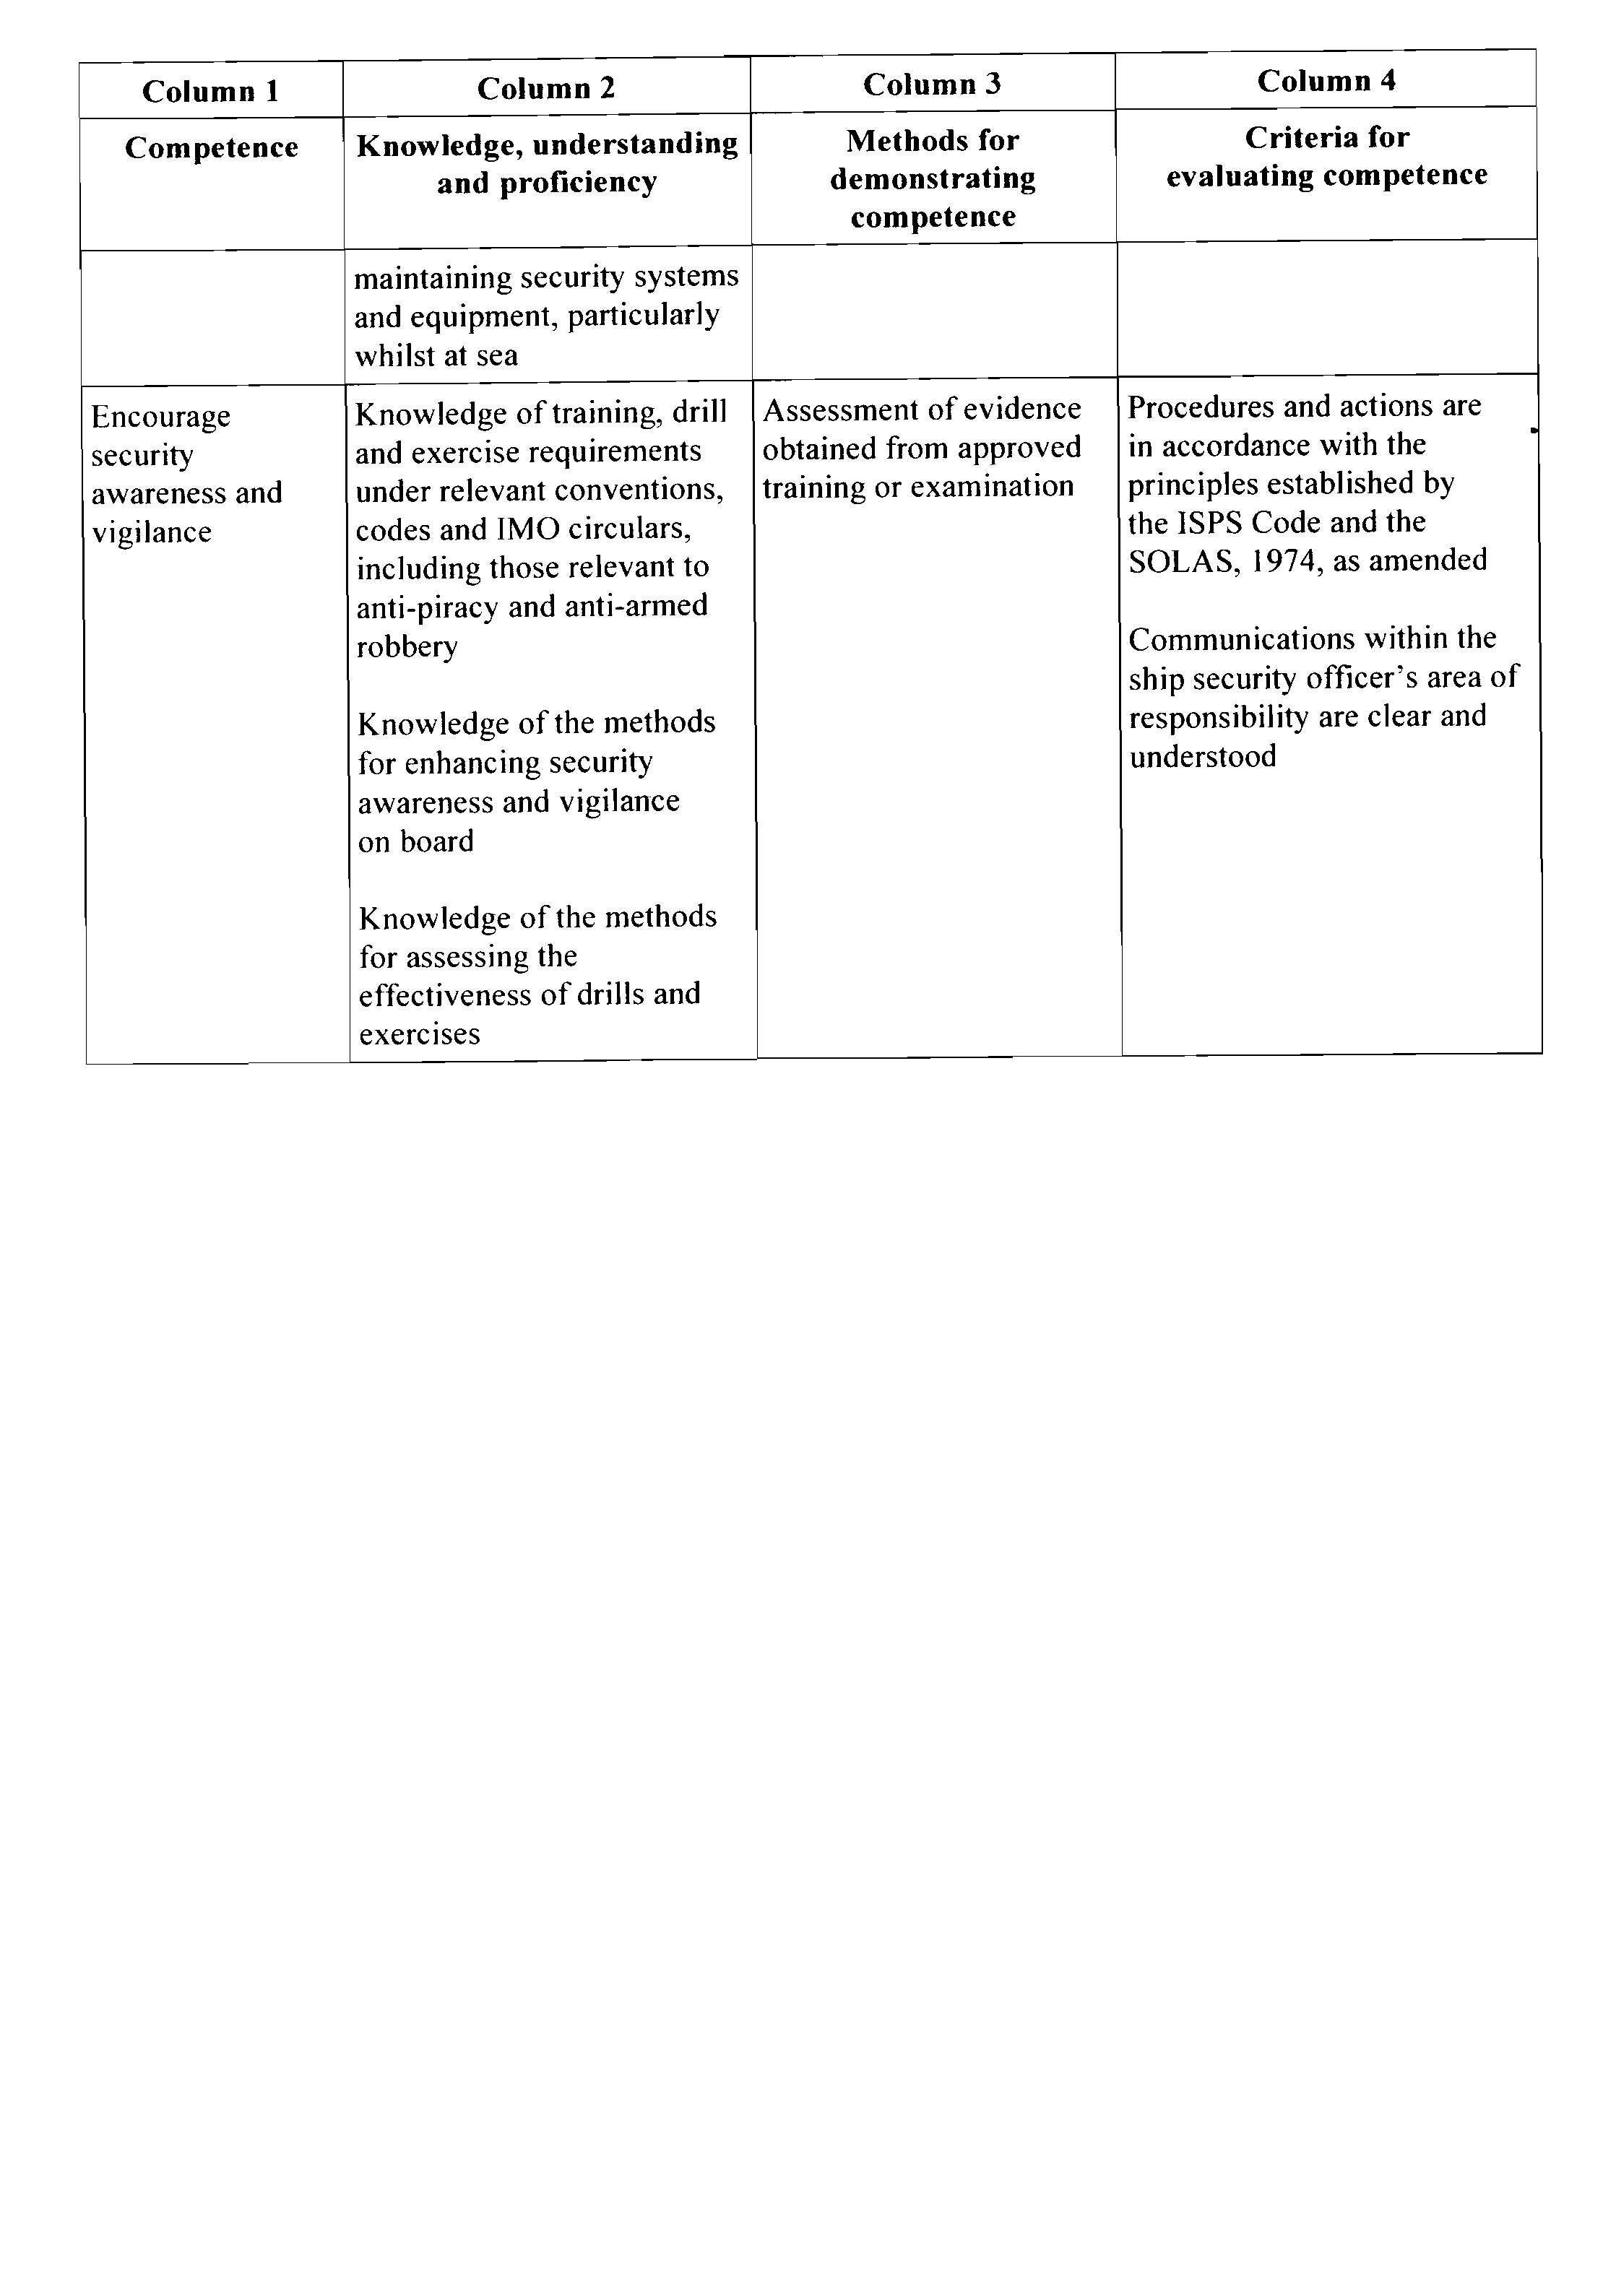 Column 1
Column 2
Column 3
Column 4
Competence
Knowledge, understanding
and proficiency
Methods for
demonstrating
competence
Criteria for
evaluating competence
maintaining security systems
and equipment, particularly
whilst at sea
Encourage
security
awareness and
vigilance
Knowledge of training, drill
and exercise requirements
under relevant conventions,
codes and IMO circulars,
including those relevant to
anti-piracy and anti-armed
robbery
Knowledge of the methods
for enhancing security
awareness and vigilance
on board
Knowledge of the methods
for assessing the
effectiveness of drills and
exercises
Assessment of evidence
obtained from approved
training or examination
Procedures and actions are
in accordance with the
principles established by
the ISPS Code and the
SOLAS, 1974, as amended
Communications within the
ship security officer's area of
responsibility are clear and
understood